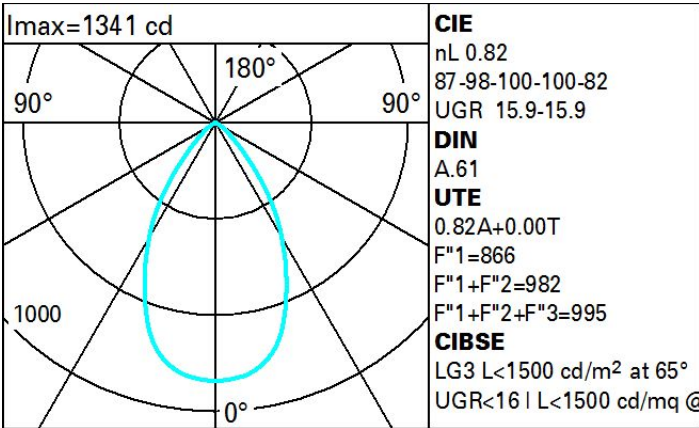 Imax=1341 cd
180°
90°
90°
1000
0°
CIE
nL 0.82
87-98-100-100-82
UGR 15.9-15.9
DIN
A.61
UTE
0.82A+0.00T
F"1=866
F"1+F"2=982
F"1+F"2+F"3=995
CIBSE
LG3 L<1500 cd/m² at 65°
UGR<16 | L<1500 cd/mq @